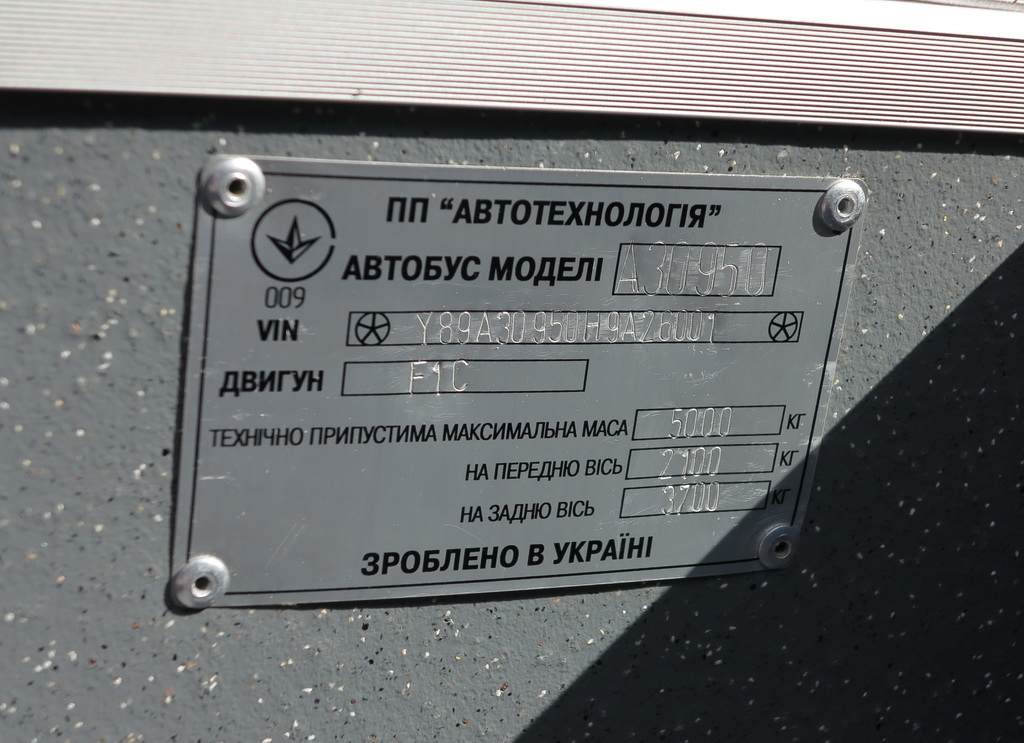 ПП “АВТОТЕХНОЛОГІЯ”
009
АВТОБУС МОДЕЛІ А30950
VIN Y89A30950H9A26001
ДВИГУН F1C
ТЕХНІЧНО ПРИПУСТИМА МАКСИМАЛЬНА МАСА 5000 КГ
НА ПЕРЕДНЮ ВІСЬ 2100 КГ
НА ЗАДНЮ ВІСЬ 3700 КГ
ЗРОБЛЕНО В УКРАЇНІ